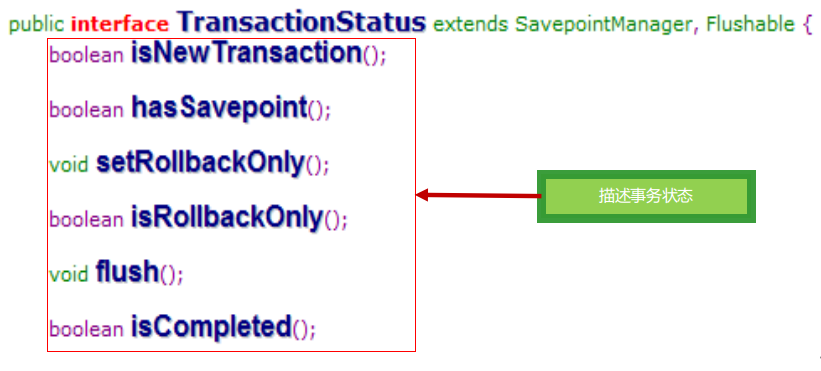 public interface TransactionStatus extends SavepointManager, Flushable {
boolean isNewTransaction();
boolean hasSavepoint();
void setRollbackOnly();
描述事务状态
boolean isRollbackOnly();
void flush();
boolean isCompleted();